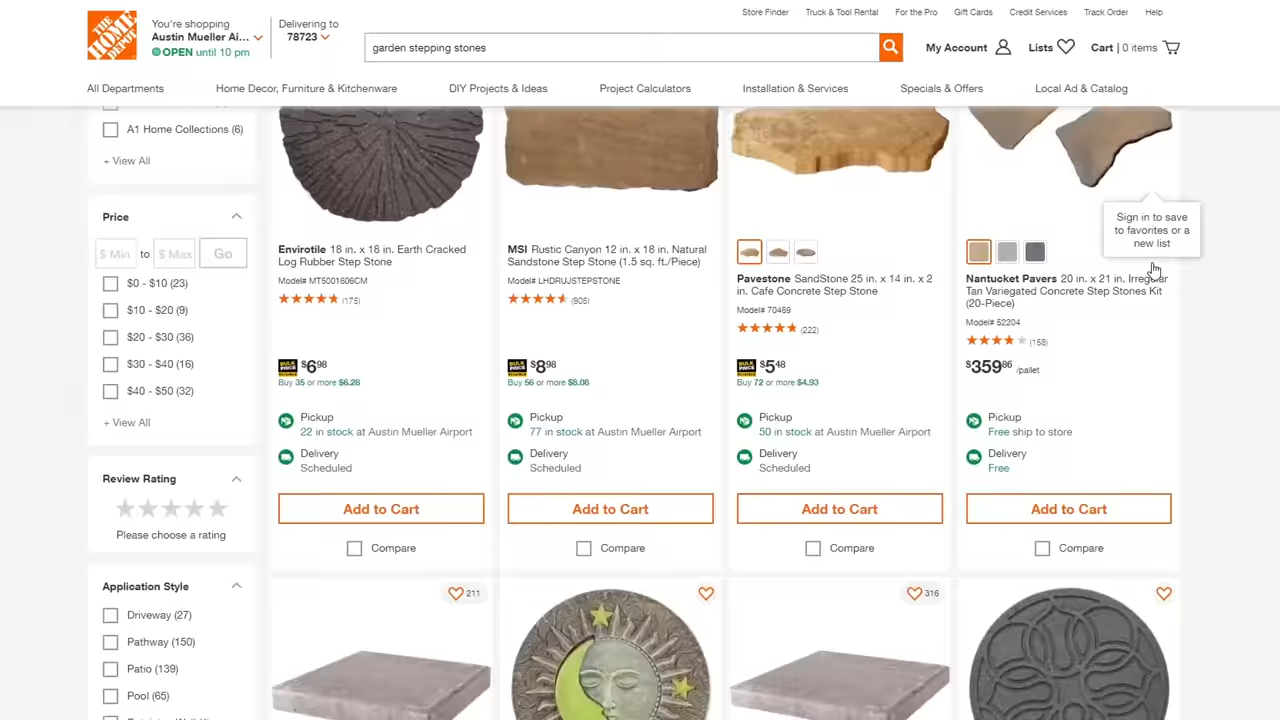 Store Finder
Truck & Tool Rental
For the Pro
Gift Cards
Credit Services
Track Order
Help
THE HOME DEPOT
You're shopping
Austin Mueller Ai...
OPEN until 10 pm
Delivering to
78723
garden stepping stones
My Account
Lists
Cart | 0 items
All Departments
Home Decor, Furniture & Kitchenware
DIY Projects & Ideas
Project Calculators
Installation & Services
Specials & Offers
Local Ad & Catalog
A1 Home Collections (6)
+ View All
Price
$ Min to $ Max Go
$0 - $10 (23)
$10 - $20 (9)
$20 - $30 (36)
$30 - $40 (16)
$40 - $50 (32)
+ View All
Review Rating
Please choose a rating
Application Style
Driveway (27)
Pathway (150)
Patio (139)
Pool (65)
Envirotile 18 in. x 18 in. Earth Cracked
Log Rubber Step Stone
Model# MT5001606CM
(175)
$6 98
Buy 35 or more $6.28
Pickup
22 in stock at Austin Mueller Airport
Delivery
Scheduled
Add to Cart
Compare
MSI Rustic Canyon 12 in. x 18 in. Natural
Sandstone Step Stone (1.5 sq. ft./Piece)
Model# LHDRIJSTEPSTONE
(905)
$8 98
Buy 56 or more $8.08
Pickup
77 in stock at Austin Mueller Airport
Delivery
Scheduled
Add to Cart
Compare
Pavestone SandStone 25 in. x 14 in. x 2
in. Cafe Concrete Step Stone
Model# 70469
(222)
$5 48
Buy 72 or more $4.93
Pickup
50 in stock at Austin Mueller Airport
Delivery
Scheduled
Add to Cart
Compare
Sign in to save
to favorites or a
new list
Nantucket Pavers 20 in. x 21 in. Irregular
Tan Variegated Concrete Step Stones Kit
(20-Piece)
Model# 52204
(158)
$359 86 /pallet
Pickup
Free ship to store
Delivery
Free
Add to Cart
Compare
211
316